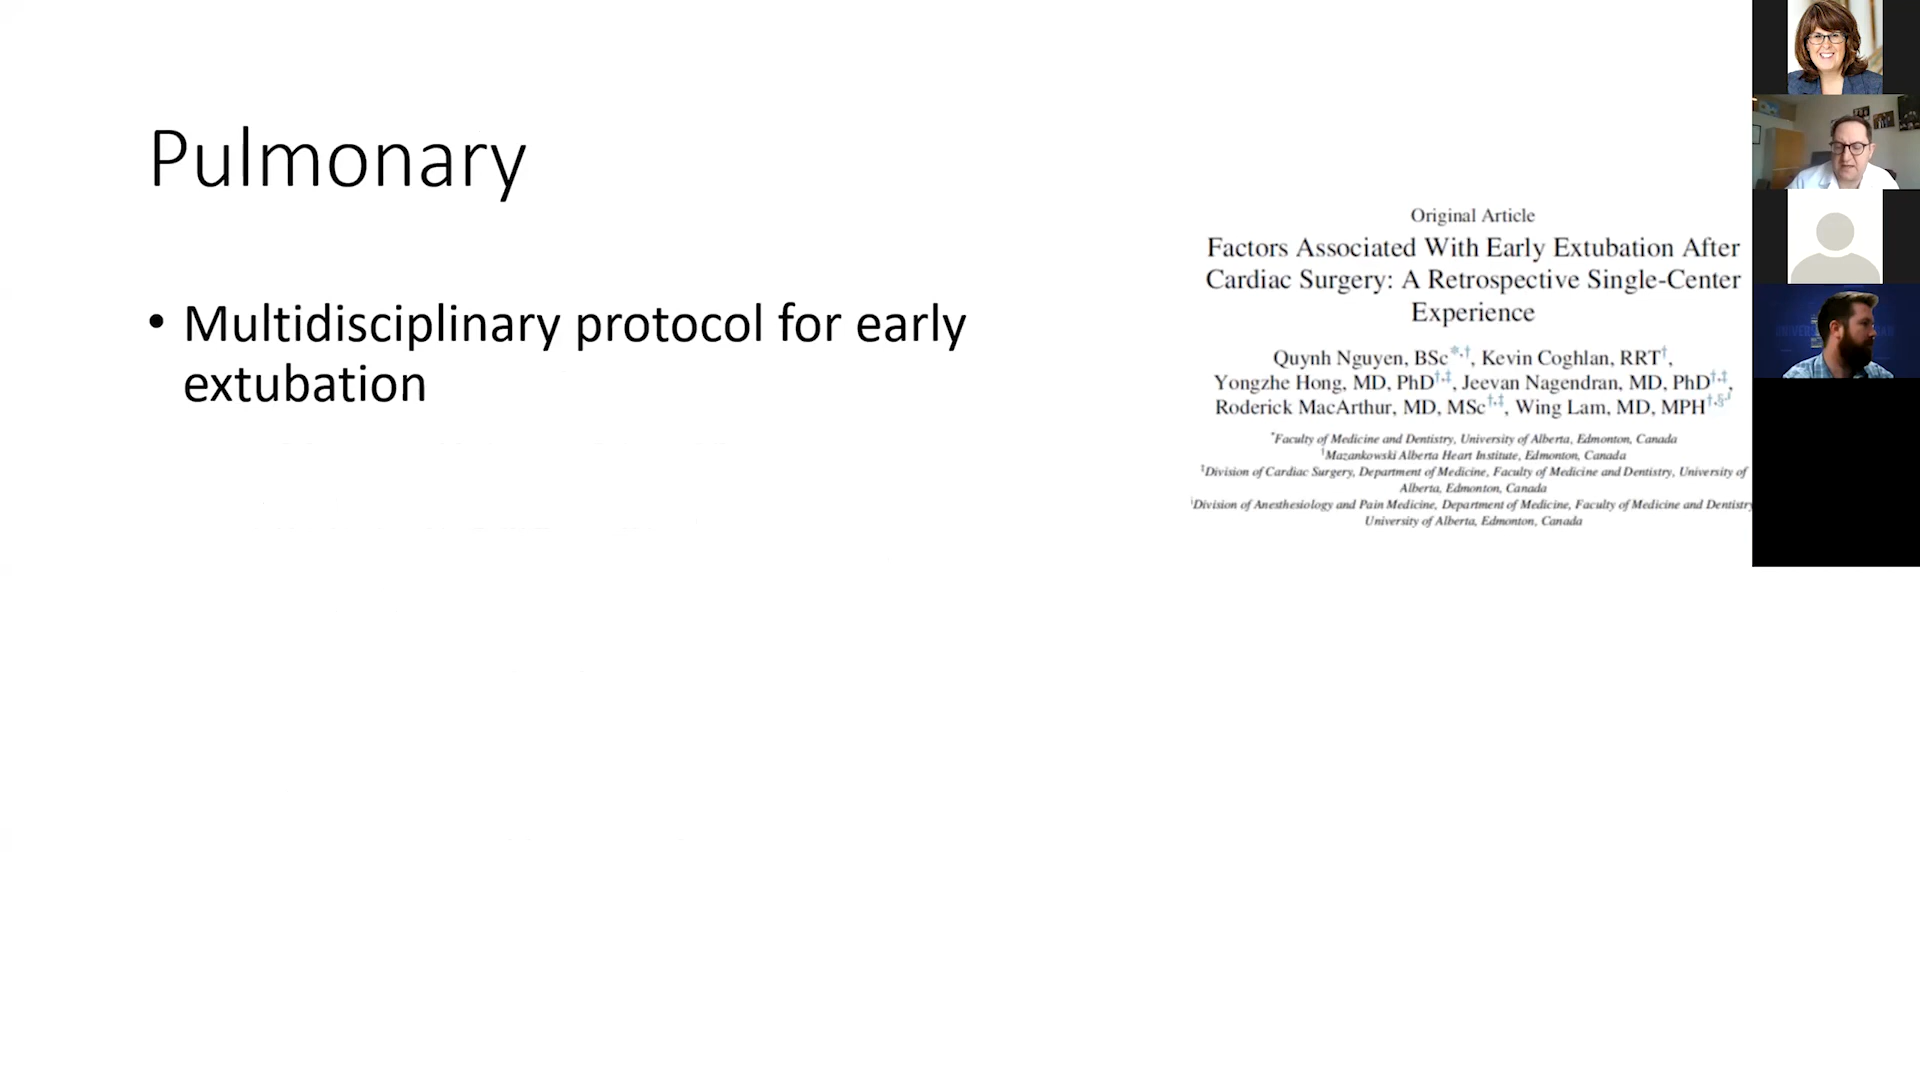 Pulmonary
• Multidisciplinary protocol for early
extubation
Original Article
Factors Associated With Early Extubation After
Cardiac Surgery: A Retrospective Single-Center
Experience
Quynh Nguyen, BSc*,†, Kevin Coghlan, RRT†,
Yongzhe Hong, MD, PhD†,‡, Jeevan Nagendran, MD, PhD†,‡,
Roderick MacArthur, MD, MSc†,‡, Wing Lam, MD, MPH†,§
*Faculty of Medicine and Dentistry, University of Alberta, Edmonton, Canada
†Mazankowski Alberta Heart Institute, Edmonton, Canada
‡Division of Cardiac Surgery, Department of Medicine, Faculty of Medicine and Dentistry, University of
Alberta, Edmonton, Canada
Division of Anesthesiology and Pain Medicine, Department of Medicine, Faculty of Medicine and Dentistry
University of Alberta, Edmonton, Canada